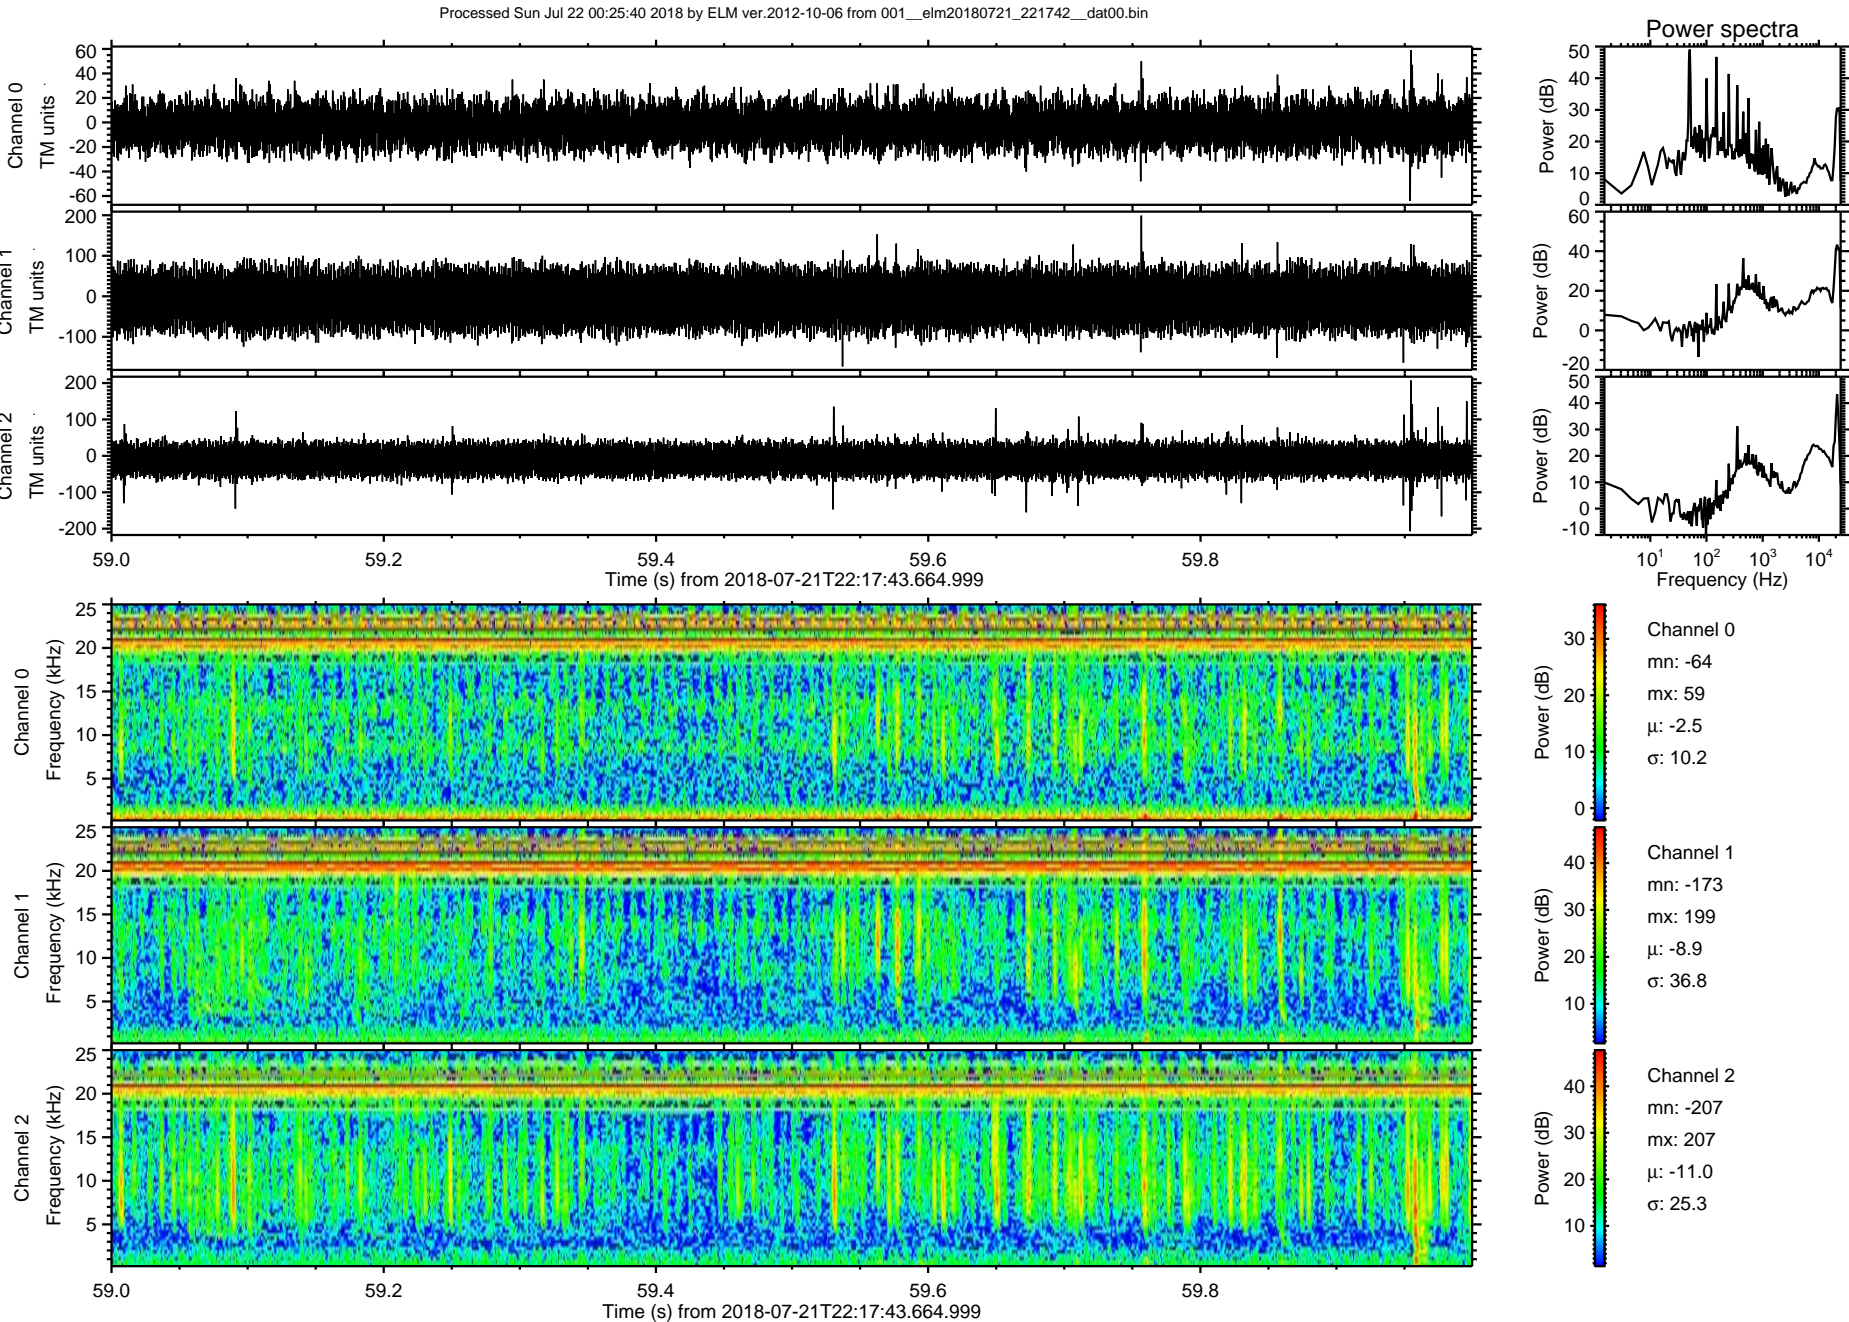 Processed Sun Jul 22 00:25:40 2018 by ELM ver.2012-10-06 from 001__elm20180721_221742__dat00.bin
Power spectra
Channel 0
TM units
60
40
20
0
-20
-40
-60
Power (dB)
50
40
30
20
10
0
Channel 1
TM units
200
100
0
-100
Power (dB)
60
40
20
0
-20
Channel 2
TM units
200
100
0
-100
-200
Power (dB)
50
40
30
20
10
0
-10
59.0 59.2 59.4 59.6 59.8
Time (s) from 2018-07-21T22:17:43.664.999
10¹ 10² 10³ 10⁴
Frequency (Hz)
Channel 0
Frequency (kHz)
25
20
15
10
5
Power (dB)
30
20
10
0
Channel 0
mn: -64
mx: 59
μ: -2.5
σ: 10.2
Channel 1
Frequency (kHz)
25
20
15
10
5
Power (dB)
40
30
20
10
Channel 1
mn: -173
mx: 199
μ: -8.9
σ: 36.8
Channel 2
Frequency (kHz)
25
20
15
10
5
Power (dB)
40
30
20
10
Channel 2
mn: -207
mx: 207
μ: -11.0
σ: 25.3
59.0 59.2 59.4 59.6 59.8
Time (s) from 2018-07-21T22:17:43.664.999